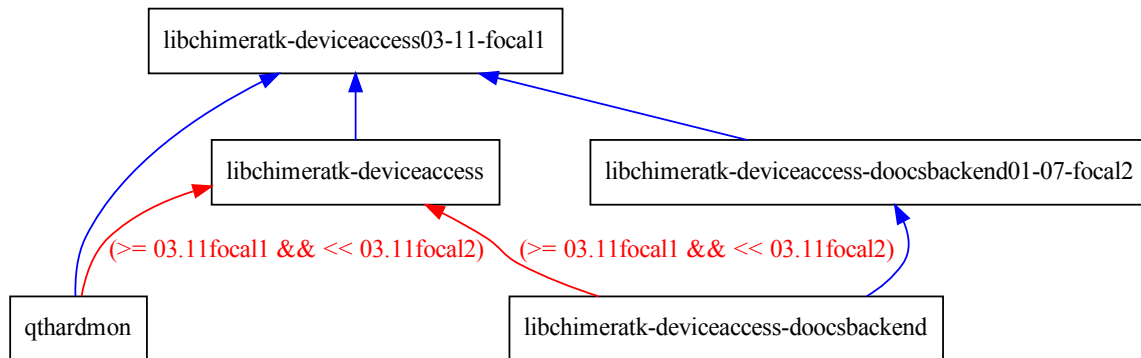 libchimeratk-deviceaccess03-11-focal1
libchimeratk-deviceaccess
libchimeratk-deviceaccess-doocsbackend01-07-focal2
(>= 03.11focal1 && << 03.11focal2)
(>= 03.11focal1 && << 03.11focal2)
qthardmon
libchimeratk-deviceaccess-doocsbackend